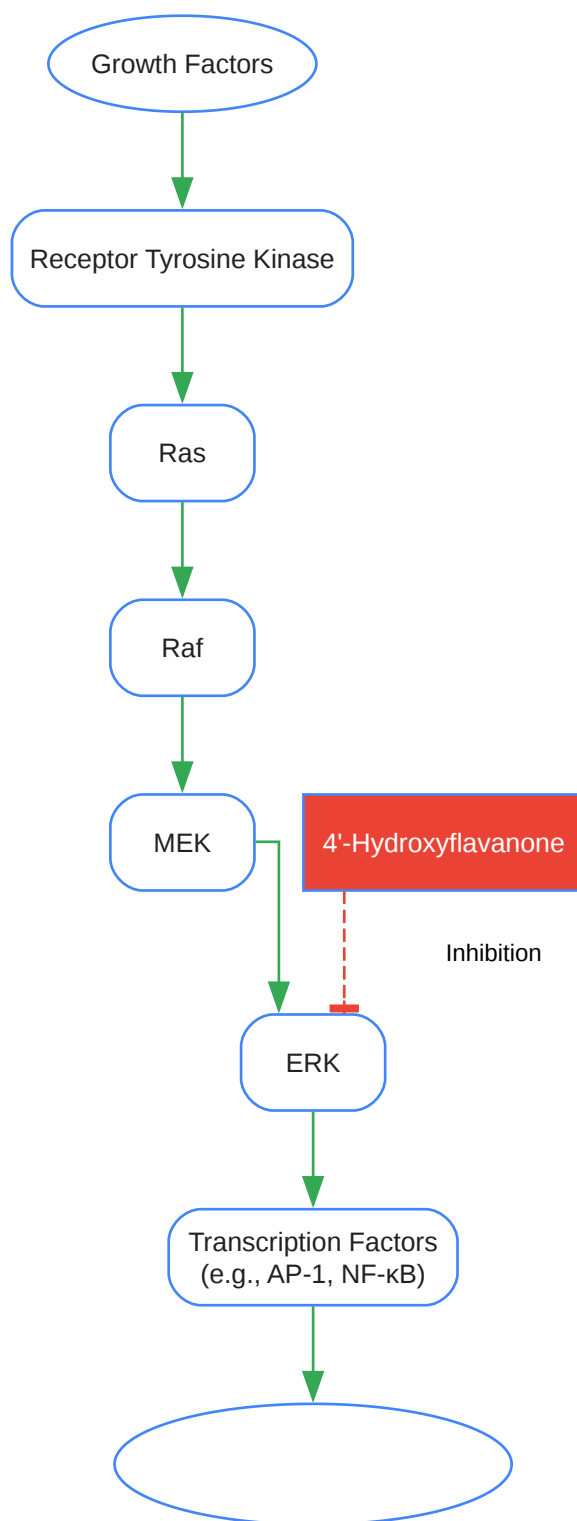 Growth Factors
Receptor Tyrosine Kinase
Ras
Raf
MEK
4'-Hydroxyflavanone
Inhibition
ERK
Transcription Factors
(e.g., AP-1, NF-κB)